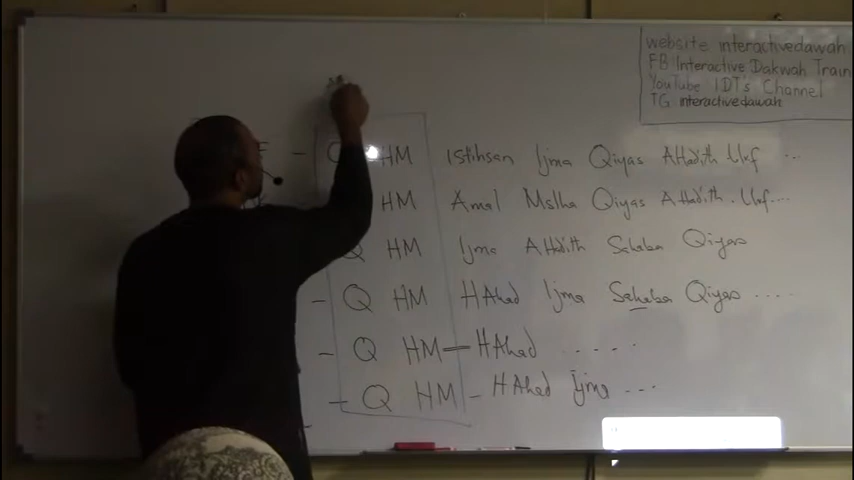 website interactivedawah
FB Interactive Dakwah Train
YouTube IDT's Channel
TG interactivedawah
F - Q HM Istihsan Ijma Qiyas AHadith Urf ...
HM Amal Mslha Qiyas AHadith. Urf....
Q HM Ijma AHadith Sahaba Qiyas
- Q HM HAhad Ijma Sahaba Qiyas ....
- Q HM - HAhad .....
- Q HM - HAhad Ijma ...